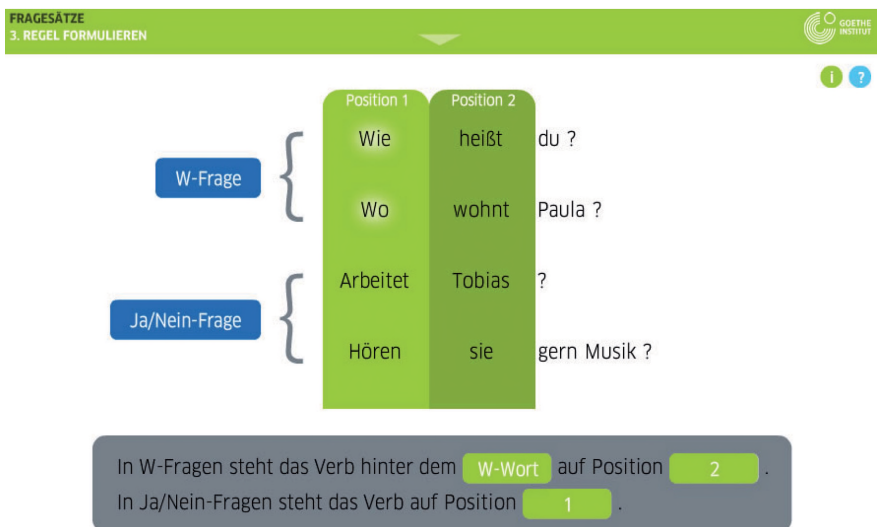 FRAGESÄTZE
3. REGEL FORMULIEREN
GOETHE
INSTITUT
i ?
Position 1 Position 2
W-Frage
Wie heißt du ?
Wo wohnt Paula ?
Ja/Nein-Frage
Arbeitet Tobias ?
Hören sie gern Musik ?
In W-Fragen steht das Verb hinter dem W-Wort auf Position 2 .
In Ja/Nein-Fragen steht das Verb auf Position 1 .